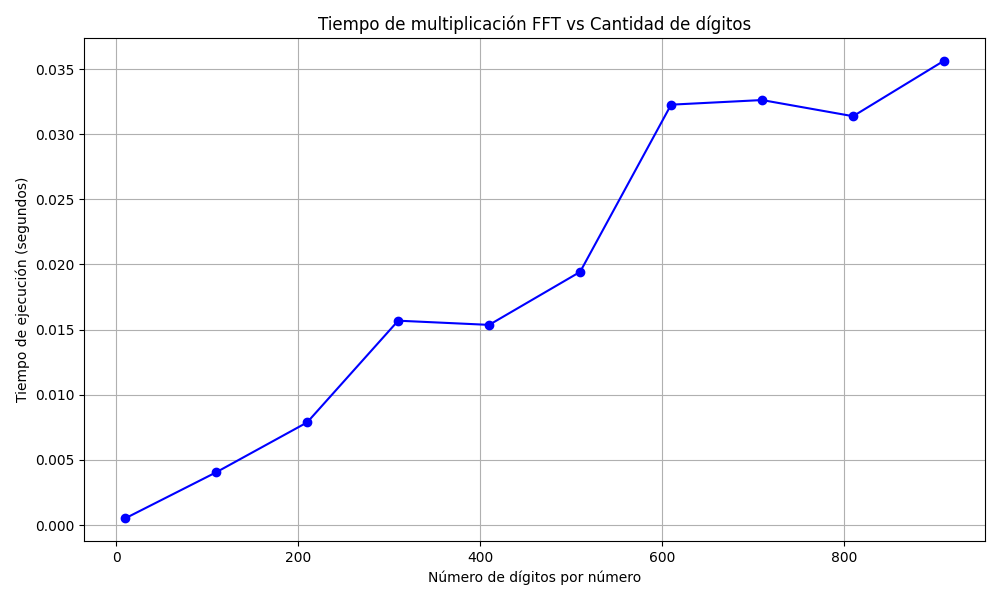 Tiempo de multiplicación FFT vs Cantidad de dígitos
Tiempo de ejecución (segundos)
0.035
0.030
0.025
0.020
0.015
0.010
0.005
0.000
0 200 400 600 800
Número de dígitos por número